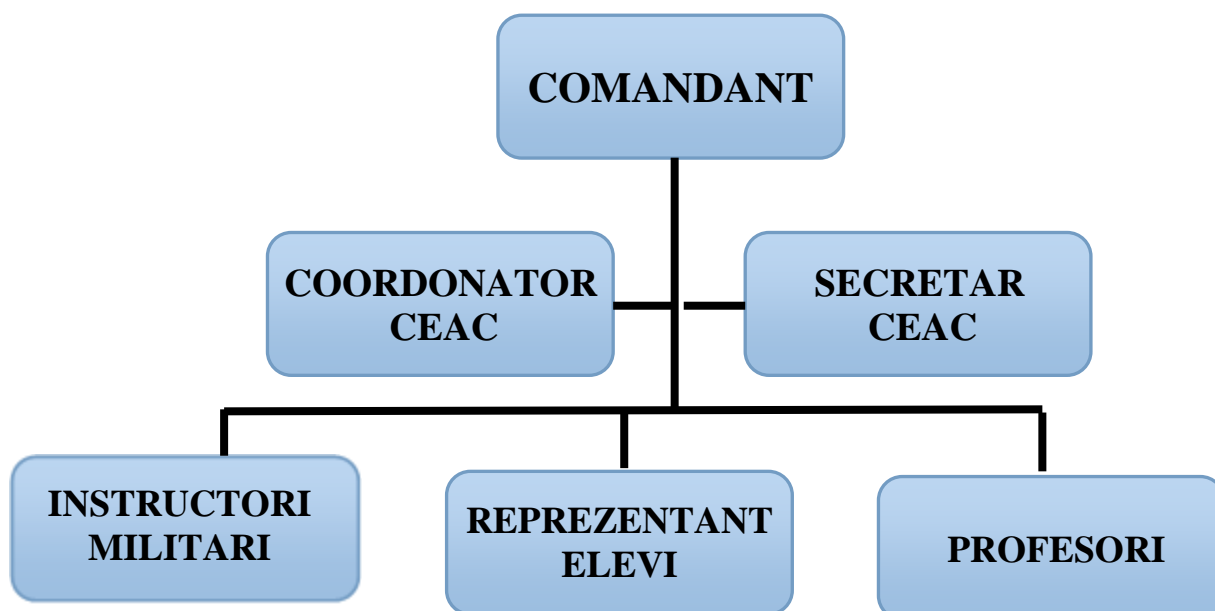 COMANDANT
COORDONATOR
CEAC
SECRETAR
CEAC
INSTRUCTORI
MILITARI
REPREZENTANT
ELEVI
PROFESORI